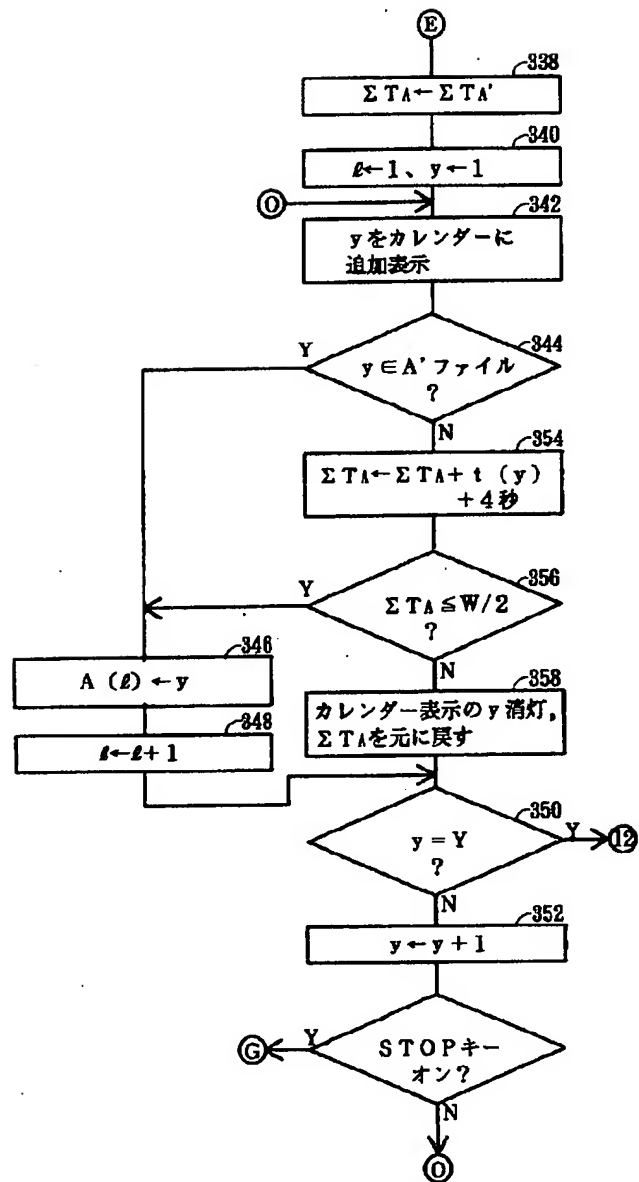 E
338
ΣTA←ΣTA'
340
ℓ←1、y←1
O
342
yをカレンダーに
追加表示
344
Y
y∈A'ファイル
?
N
354
ΣTA←ΣTA+t(y)
+4秒
356
Y
ΣTA≦W/2
?
346
N
A(ℓ)←y
358
カレンダー表示のy消灯,
ΣTAを元に戻す
348
ℓ←ℓ+1
350
y=Y
?
Y
12
N
352
y←y+1
G
Y
STOPキー
オン?
N
O